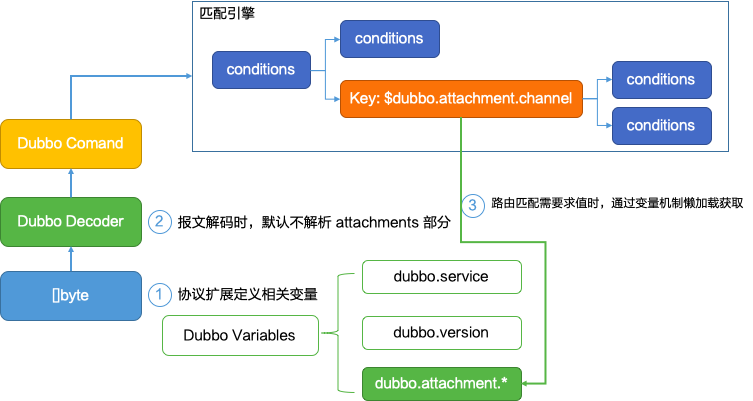 匹配引擎
conditions
conditions
conditions
Key: $dubbo.attachment.channel
conditions
Dubbo Comand
3 路由匹配需要求值时，通过变量机制懒加载获取
Dubbo Decoder
2 报文解码时，默认不解析 attachments 部分
[]byte
1 协议扩展定义相关变量
dubbo.service
Dubbo Variables
dubbo.version
dubbo.attachment.*